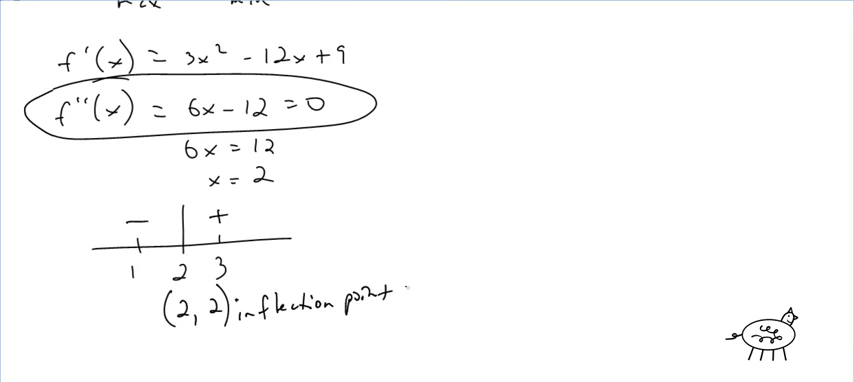 f'(x) = 3x² - 12x + 9
f''(x) = 6x - 12 = 0
6x = 12
x = 2
- | +
1 2 3
(2, 2) inflection point